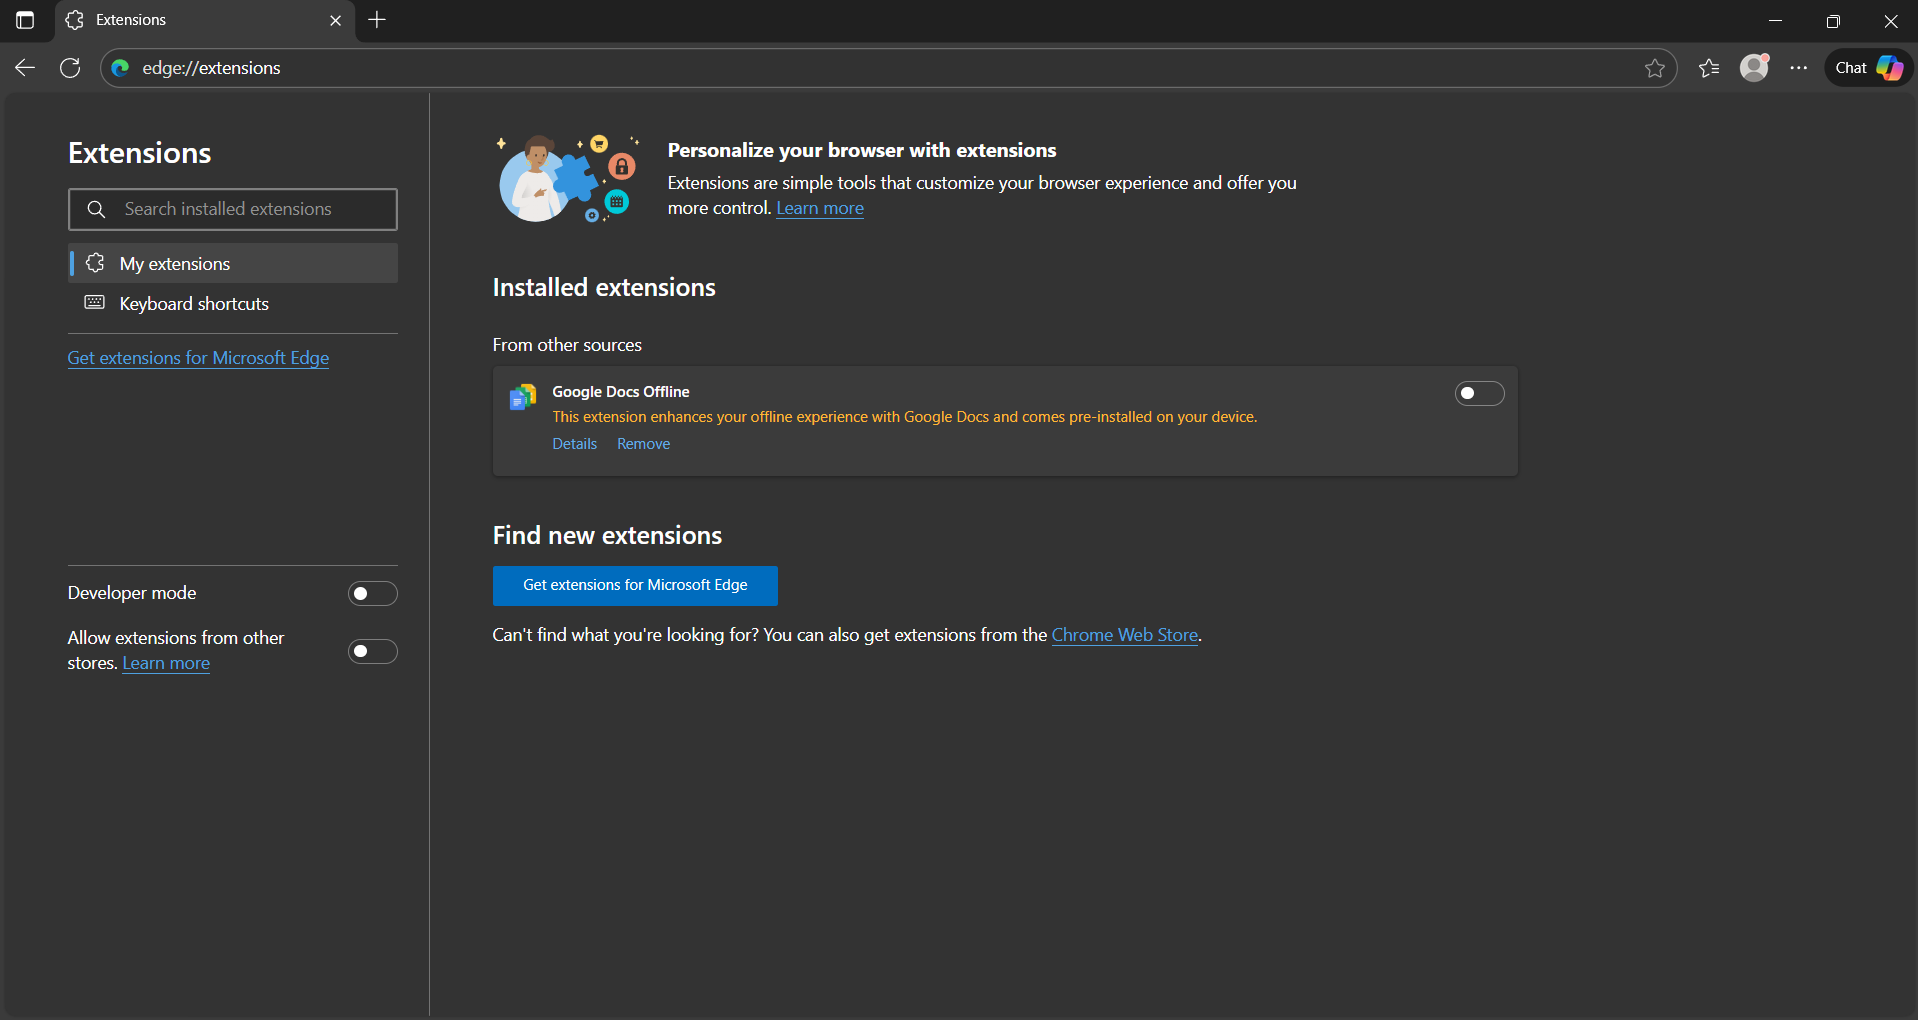 Extensions
edge://extensions
Chat
Extensions
Search installed extensions
My extensions
Keyboard shortcuts
Get extensions for Microsoft Edge
Developer mode
Allow extensions from other
stores. Learn more
Personalize your browser with extensions
Extensions are simple tools that customize your browser experience and offer you
more control. Learn more
Installed extensions
From other sources
Google Docs Offline
This extension enhances your offline experience with Google Docs and comes pre-installed on your device.
Details Remove
Find new extensions
Get extensions for Microsoft Edge
Can't find what you're looking for? You can also get extensions from the Chrome Web Store.